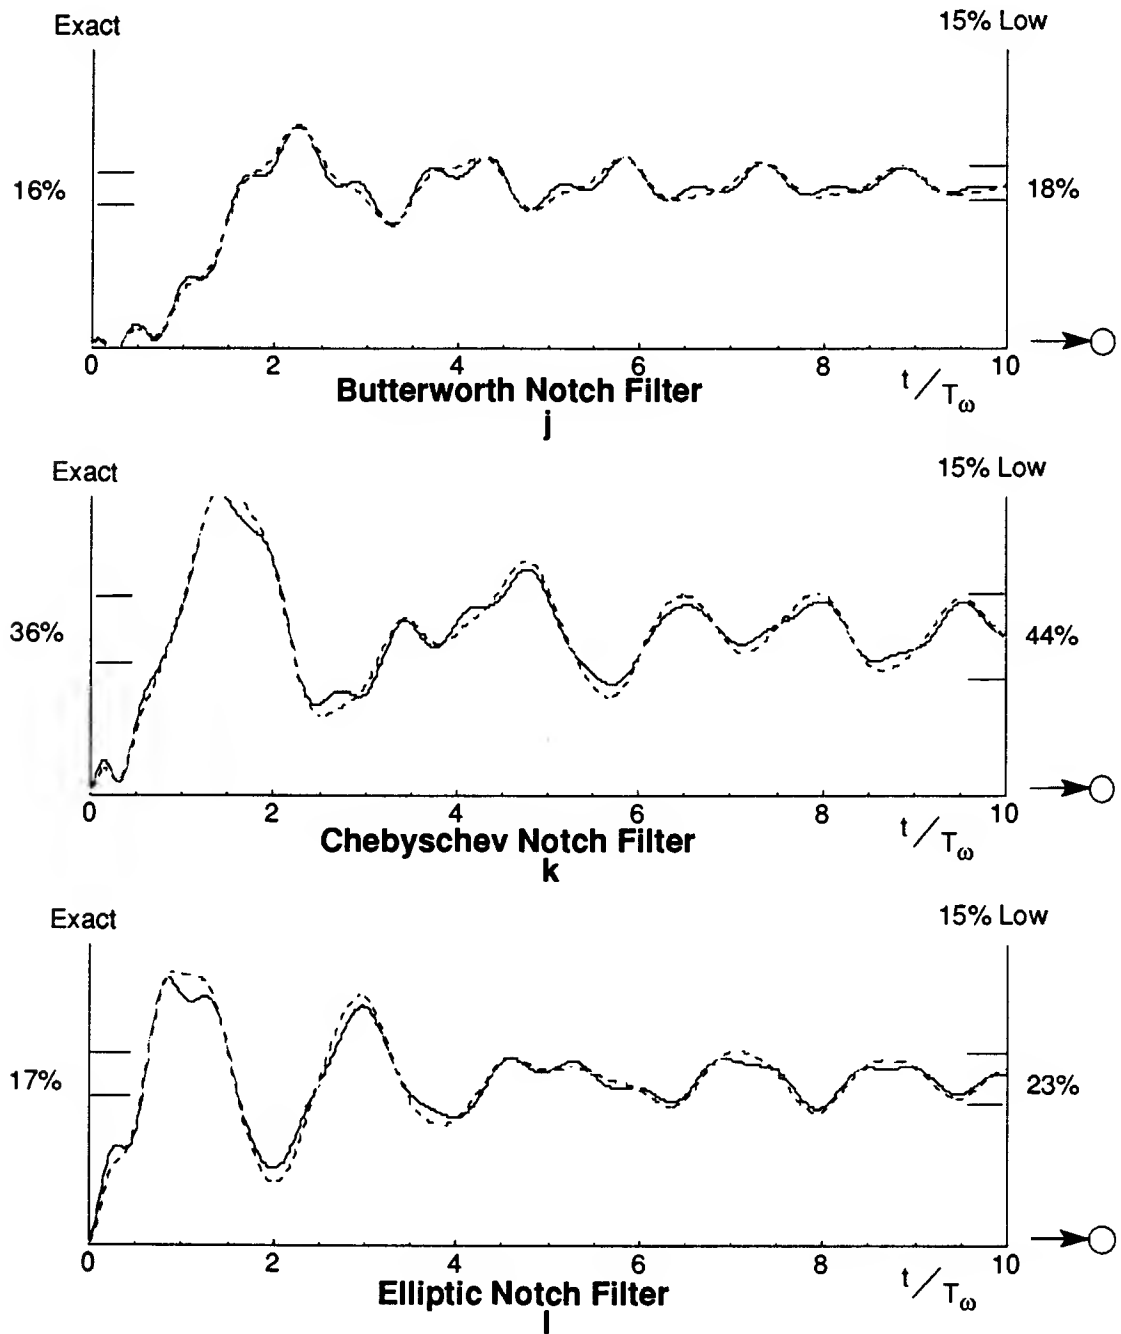 Exact 15% Low
16% 18%
0 2 4 6 8 10
Butterworth Notch Filter t/Tω
j
Exact 15% Low
36% 44%
0 2 4 6 8 10
Chebyschev Notch Filter t/Tω
k
Exact 15% Low
17% 23%
0 2 4 6 8 10
Elliptic Notch Filter t/Tω
l